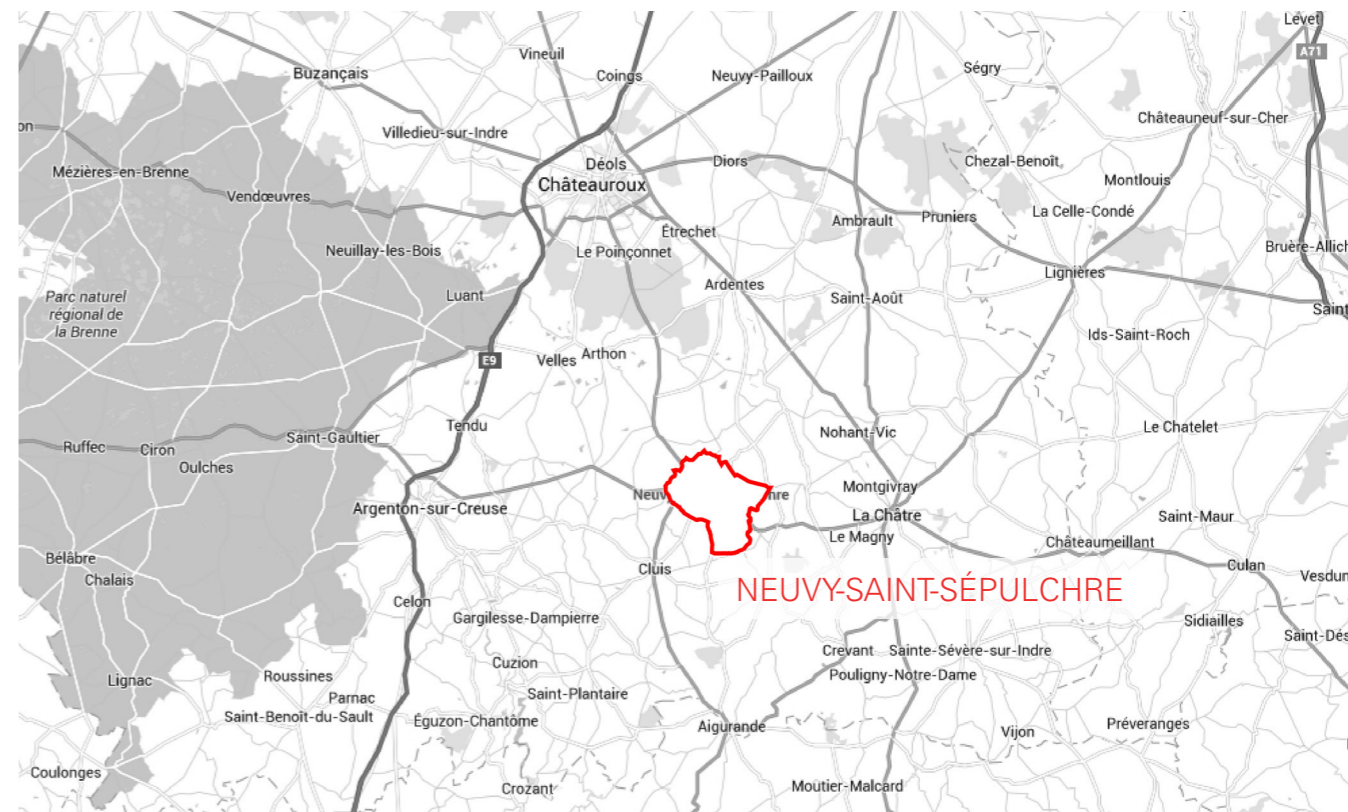 Levet
Vineuil
A71
Ségry
Buzançais
Coings
Neuvy-Pailloux
Châteauneuf-sur-Cher
on
Villedieu-sur-Indre
Déols
Diors
Chezal-Benoît
Mézières-en-Brenne
Châteauroux
Montlouis
Vendœuvres
La Celle-Condé
Ambrault
Pruniers
Étrechet
Neuillay-les-Bois
Le Poinçonnet
Bruère-Allich
Lignières
Ardentes
Parc naturel
régional de
la Brenne
Luant
Saint-Août
Saint
Ids-Saint-Roch
E9
Velles
Arthon
Tendu
Le Chatelet
Nohant-Vic
Saint-Gaultier
Ruffec
Ciron
Oulches
Montgivray
Neuv
hre
Argenton-sur-Creuse
La Châtre
Saint-Maur
Le Magny
Châteaumeillant
Bélâbre
Culan
Cluis
Vesdun
Chalais
NEUVY-SAINT-SÉPULCHRE
Celon
Gargilesse-Dampierre
Sidiailles
Saint-Dés
Crevant
Sainte-Sévère-sur-Indre
Cuzion
Roussines
Pouligny-Notre-Dame
Lignac
Parnac
Saint-Plantaire
Saint-Benoît-du-Sault
Éguzon-Chantôme
Aigurande
Préveranges
Vijon
Coulonges
Crozant
Moutier-Malcard